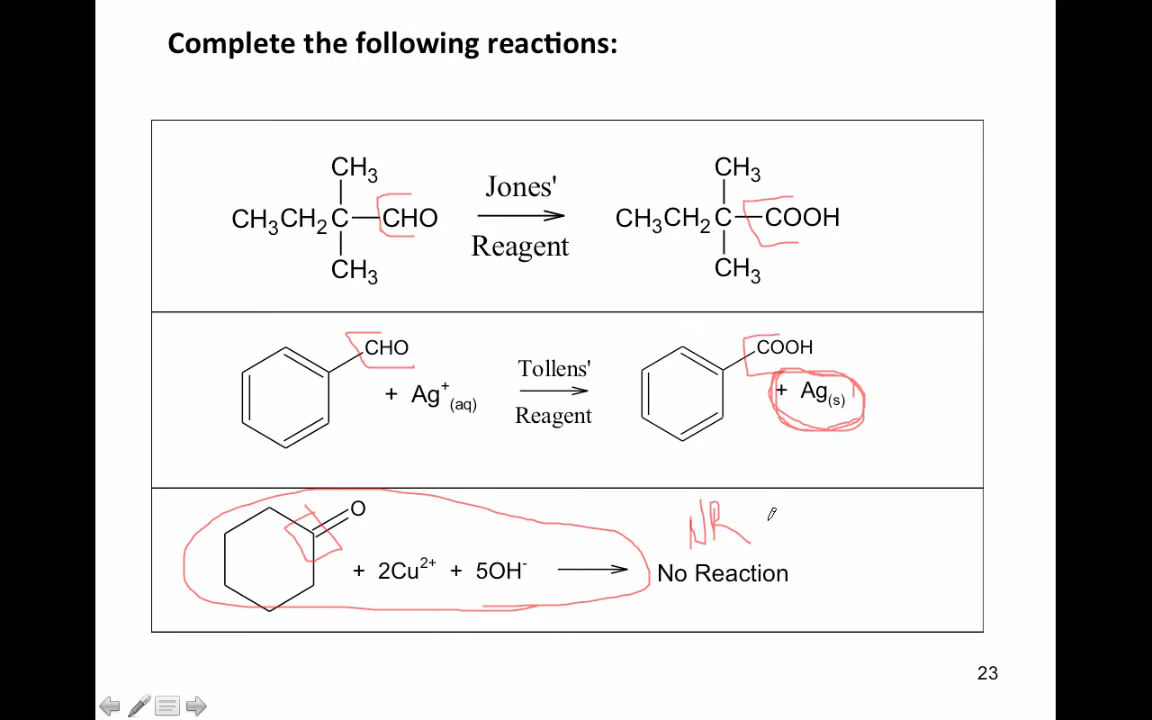 Complete the following reactions:
CH₃
CH₃CH₂C—CHO
CH₃
Jones'
Reagent
CH₃
CH₃CH₂C—COOH
CH₃
CHO
+ Ag⁺(aq)
Tollens'
Reagent
COOH
+ Ag(s)
O
+ 2Cu²⁺ + 5OH⁻
NR
No Reaction
23